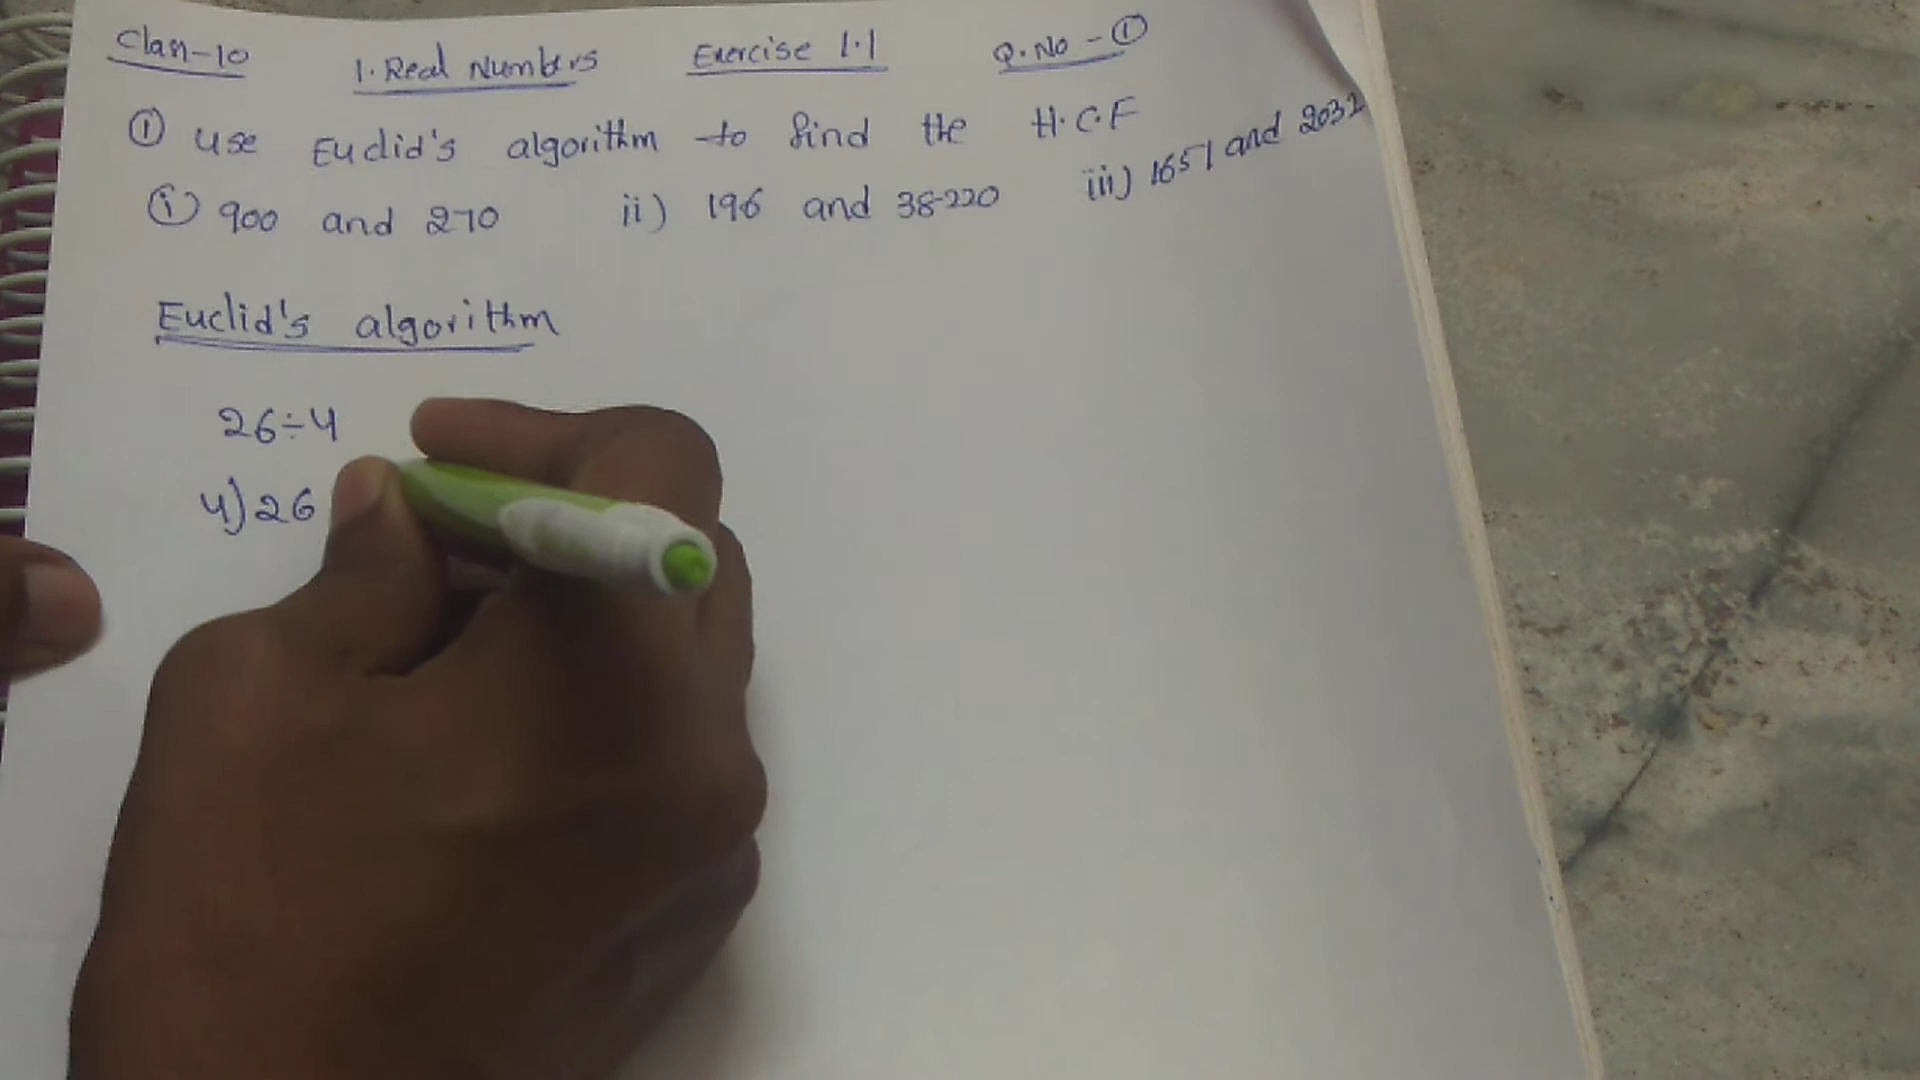 Class-10 1. Real Numbers Exercise 1.1 Q. No - ①
① use Euclid's algorithm to find the H.C.F
ⓘ 900 and 270 ii) 196 and 38220 iii) 1651 and 2032
Euclid's algorithm
26÷4
4)26